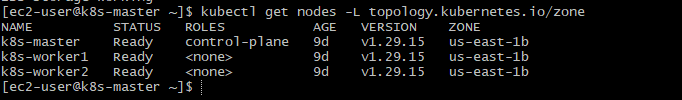 [ec2-user@k8s-master ~]$ kubectl get nodes -L topology.kubernetes.io/zone
NAME STATUS ROLES AGE VERSION ZONE
k8s-master Ready control-plane 9d v1.29.15 us-east-1b
k8s-worker1 Ready <none> 9d v1.29.15 us-east-1b
k8s-worker2 Ready <none> 9d v1.29.15 us-east-1b
[ec2-user@k8s-master ~]$